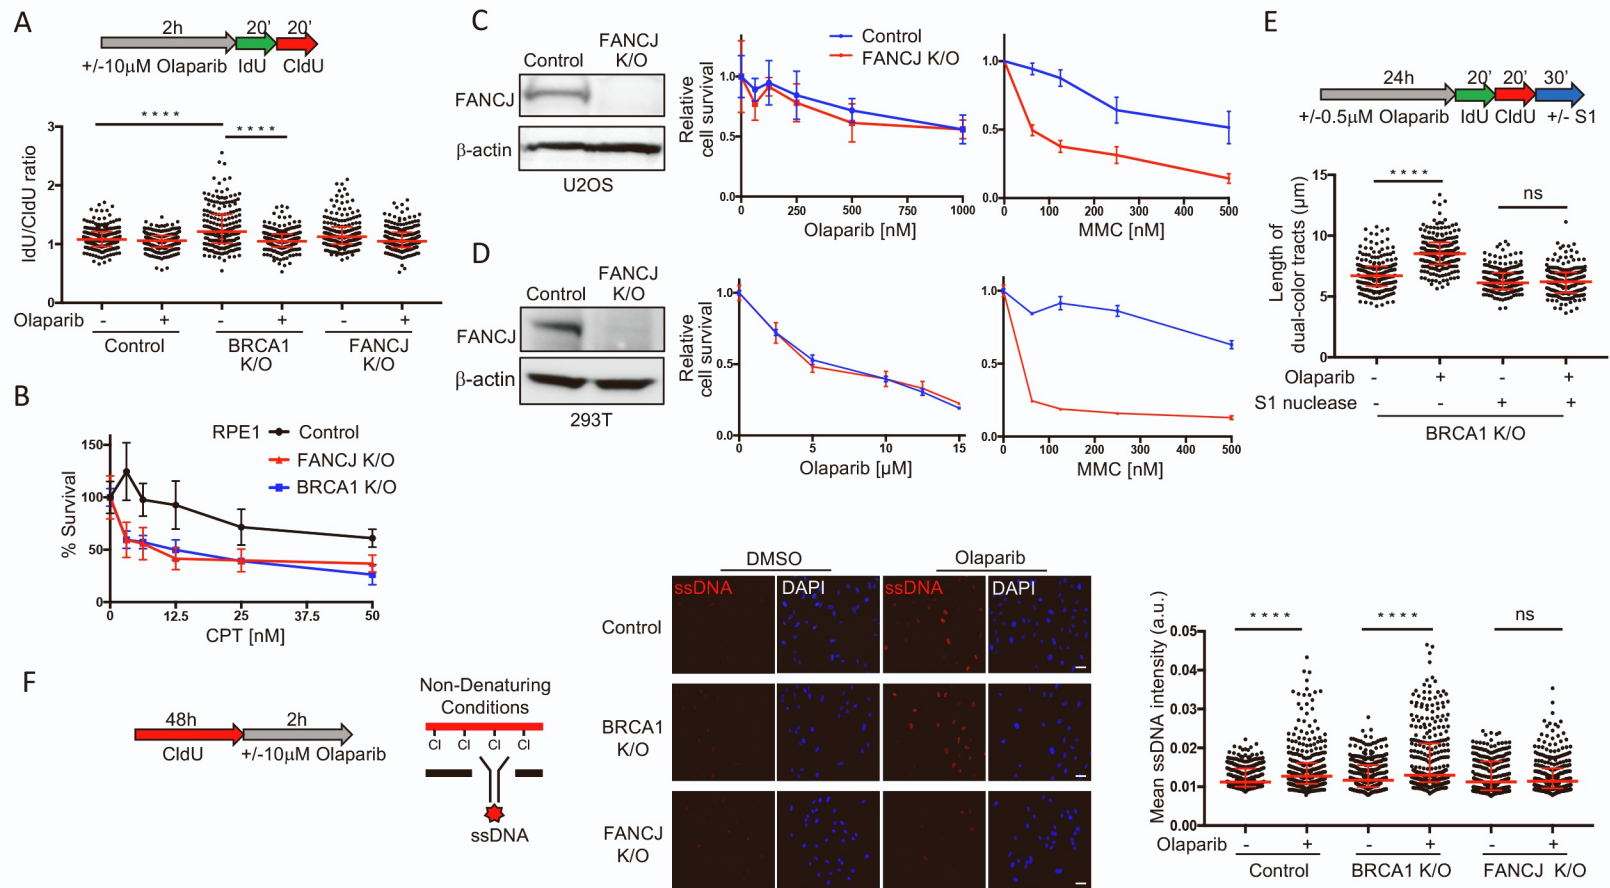 A
2h
20'
20'
+/-10μM Olaparib
IdU
CldU
IdU/CldU ratio
3
2
1
0
****
****
Olaparib
-
+
-
+
-
+
Control
BRCA1
K/O
FANCJ
K/O
B
RPE1
Control
FANCJ K/O
BRCA1 K/O
% Survival
150
100
50
0
0
12.5
25
37.5
50
CPT [nM]
C
Control
FANCJ
K/O
FANCJ
β-actin
U2OS
Relative
cell survival
1.0
0.5
0.0
0
250
500
750
1000
Olaparib [nM]
Control
FANCJ K/O
1.0
0.5
0.0
0
100
200
300
400
500
MMC [nM]
D
Control
FANCJ
K/O
FANCJ
β-actin
293T
Relative
cell survival
1.0
0.5
0.0
0
5
10
15
Olaparib [μM]
1.0
0.5
0.0
0
100
200
300
400
500
MMC [nM]
E
24h
20'
20'
30'
+/-0.5μM Olaparib
IdU
CldU
+/- S1
Length of
dual-color tracts (μm)
15
10
5
0
****
ns
Olaparib
-
+
-
+
S1 nuclease
-
-
+
+
BRCA1 K/O
F
48h
2h
CldU
+/-10μM Olaparib
Non-Denaturing
Conditions
Cl
Cl
Cl
Cl
ssDNA
DMSO
Olaparib
ssDNA
DAPI
ssDNA
DAPI
Control
BRCA1
K/O
FANCJ
K/O
Mean ssDNA intensity (a.u.)
0.05
0.04
0.03
0.02
0.01
0.00
****
****
ns
Olaparib
-
+
-
+
-
+
Control
BRCA1 K/O
FANCJ K/O